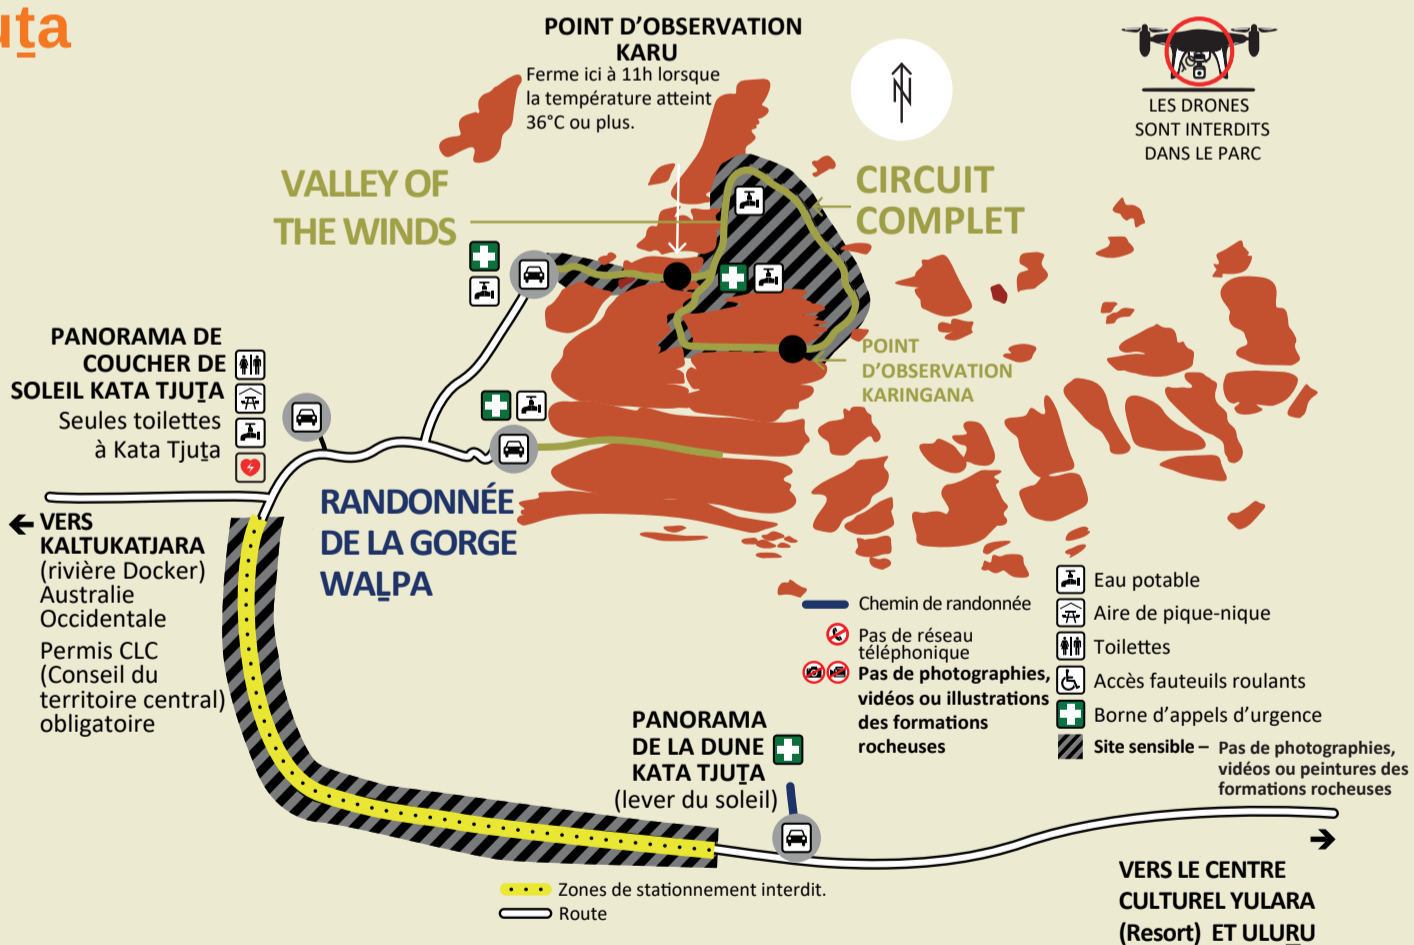 uṯa
POINT D’OBSERVATION
KARU
Ferme ici à 11h lorsque
la température atteint
36°C ou plus.
N
LES DRONES
SONT INTERDITS
DANS LE PARC
VALLEY OF
THE WINDS
CIRCUIT
COMPLET
PANORAMA DE
COUCHER DE
SOLEIL KATA TJUṮA
Seules toilettes
à Kata Tjuṯa
POINT
D’OBSERVATION
KARINGANA
VERS
KALTUKATJARA
(rivière Docker)
Australie
Occidentale
Permis CLC
(Conseil du
territoire central)
obligatoire
RANDONNÉE
DE LA GORGE
WAḺPA
Chemin de randonnée
Pas de réseau
téléphonique
Pas de photographies,
vidéos ou illustrations
des formations
rocheuses
Eau potable
Aire de pique-nique
Toilettes
Accès fauteuils roulants
Borne d’appels d’urgence
Site sensible – Pas de photographies,
vidéos ou peintures des
formations rocheuses
PANORAMA
DE LA DUNE
KATA TJUṮA
(lever du soleil)
Zones de stationnement interdit.
Route
VERS LE CENTRE
CULTUREL YULARA
(Resort) ET ULURU